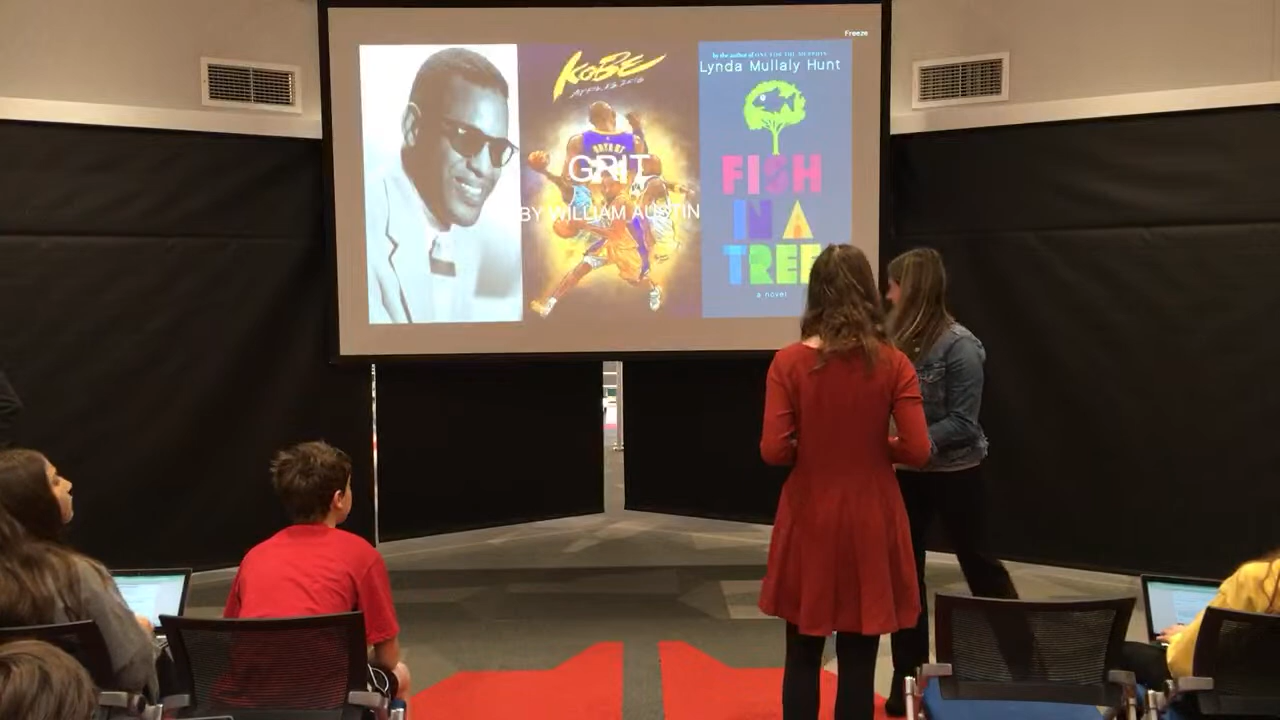 Freeze
KOBE
BRYANT
GRIT
BY WILLIAM AUSTIN
by the author of ONE FOR THE MURPHYS
Lynda Mullaly Hunt
FISH
IN A
TREE
a novel